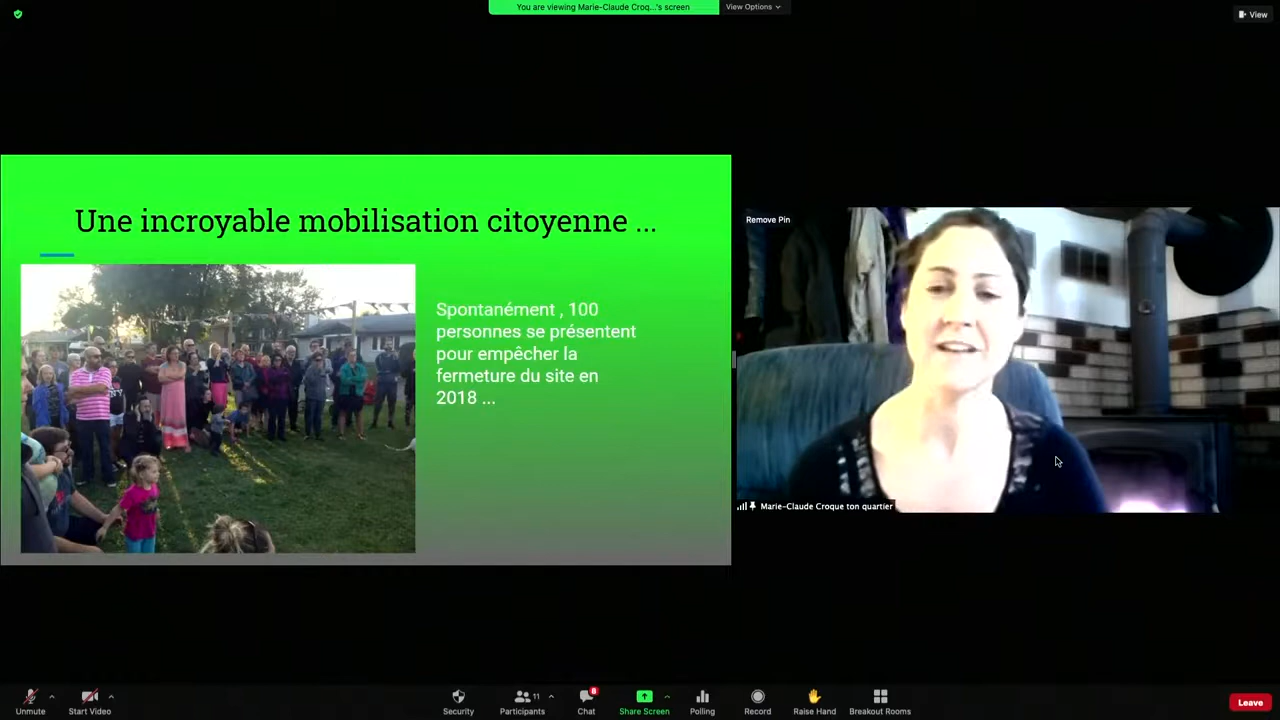 You are viewing Marie-Claude Croq...'s screen
View Options
View
Une incroyable mobilisation citoyenne ...
Spontanément , 100
personnes se présentent
pour empêcher la
fermeture du site en
2018 ...
Remove Pin
Marie-Claude Croque ton quartier
Unmute
Start Video
Security
Participants
11
Chat
8
Share Screen
Polling
Record
Raise Hand
Breakout Rooms
Leave